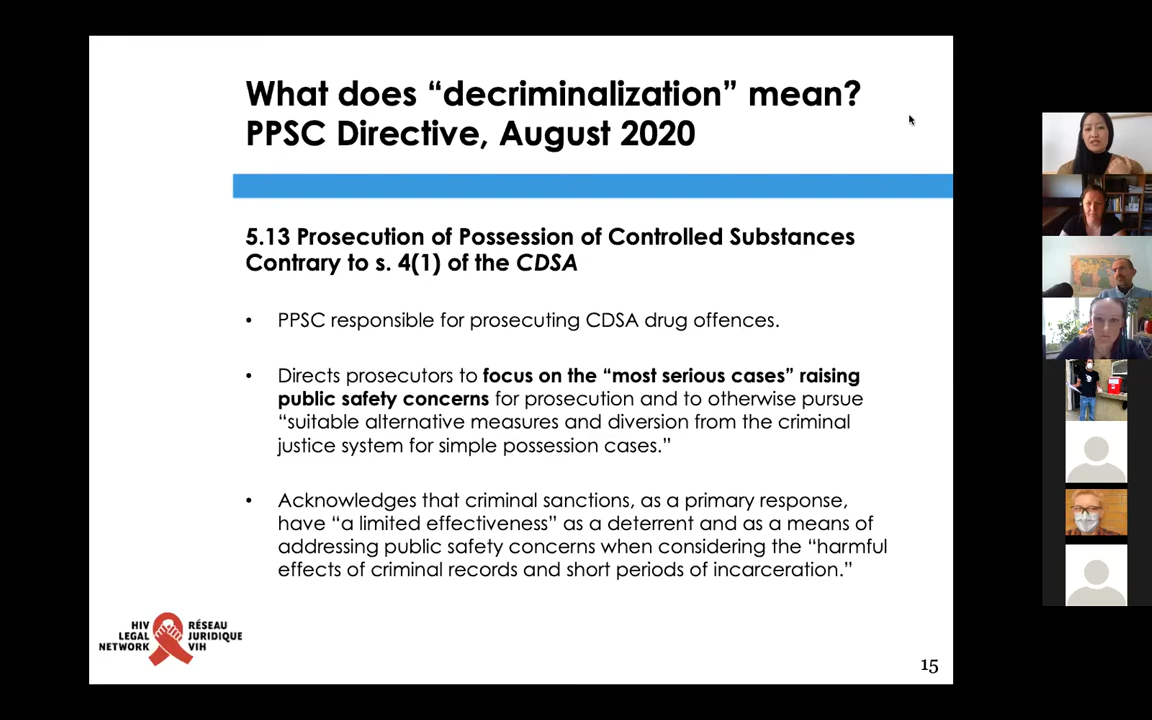 What does “decriminalization” mean?
PPSC Directive, August 2020
5.13 Prosecution of Possession of Controlled Substances
Contrary to s. 4(1) of the CDSA
• PPSC responsible for prosecuting CDSA drug offences.
• Directs prosecutors to focus on the “most serious cases” raising
public safety concerns for prosecution and to otherwise pursue
“suitable alternative measures and diversion from the criminal
justice system for simple possession cases.”
• Acknowledges that criminal sanctions, as a primary response,
have “a limited effectiveness” as a deterrent and as a means of
addressing public safety concerns when considering the “harmful
effects of criminal records and short periods of incarceration.”
HIV RÉSEAU
LEGAL JURIDIQUE
NETWORK VIH
15